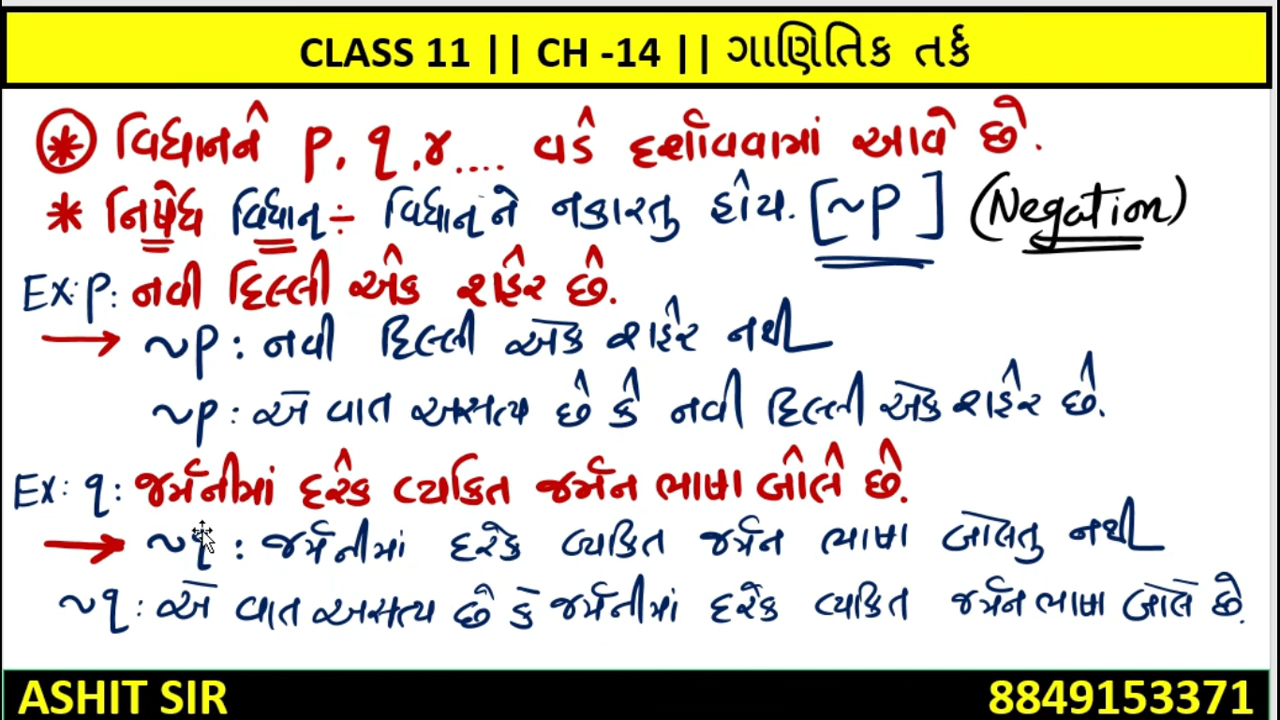 CLASS 11 || CH -14 || ગાણિતિક તર્ક
* વિધાનને p, q, r.... વડે દર્શાવવામાં આવે છે.
* નિષેધ વિધાન ÷ વિધાન ને નકારતુ હોય. [~p] (Negation)
Ex: p: નવી દિલ્લી એક શહેર છે.
→ ~p : નવી દિલ્લી એક શહેર નથી
~p : એ વાત અસત્ય છે કે નવી દિલ્લી એક શહેર છે.
Ex: q : જર્મનીમાં દરેક વ્યકિત જર્મન ભાષા બોલે છે.
→ ~q : જર્મનીમાં દરેક વ્યકિત જર્મન ભાષા બોલતુ નથી
~q : એ વાત અસત્ય છે કે જર્મનીમાં દરેક વ્યકિત જર્મન ભાષા બોલે છે.
ASHIT SIR 8849153371